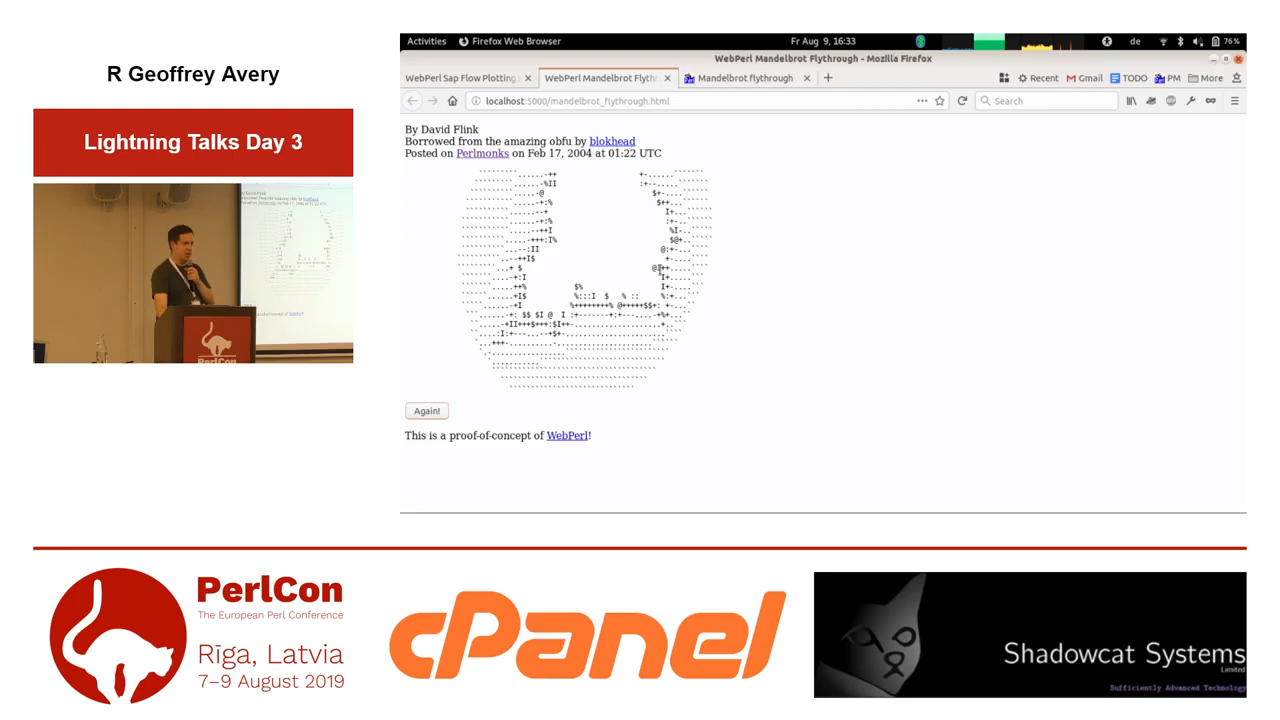 R Geoffrey Avery
Lightning Talks Day 3
PerlCon
Activities Firefox Web Browser Fr Aug 9, 16:33 de 76%
WebPerl Mandelbrot Flythrough - Mozilla Firefox
WebPerl Sap Flow Plotting WebPerl Mandelbrot Flythr Mandelbrot flythrough Recent Gmail TODO PM More
localhost:5000/mandelbrot_flythrough.html Search
By David Flink
Borrowed from the amazing obfu by blokhead
Posted on Perlmonks on Feb 17, 2004 at 01:22 UTC
Again!
This is a proof-of-concept of WebPerl!
PerlCon
The European Perl Conference
Rīga, Latvia
7–9 August 2019
cPanel
Shadowcat Systems
Limited
Sufficiently Advanced Technology